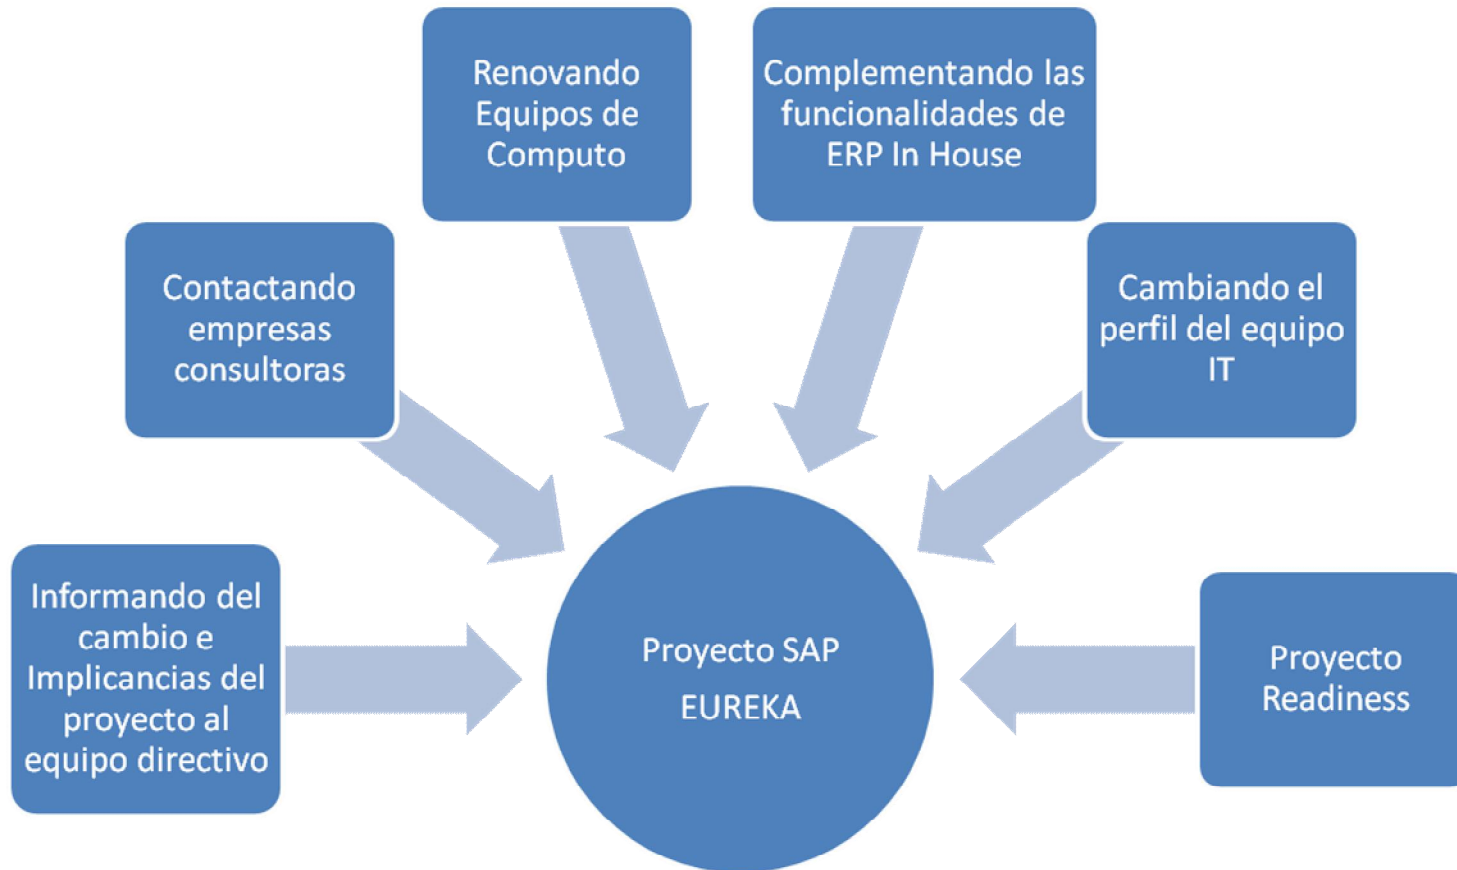 Renovando
Equipos de
Computo
Complementando las
funcionalidades de
ERP In House
Contactando
empresas
consultoras
Cambiando el
perfil del equipo
IT
Informando del
cambio e
Implicancias del
proyecto al
equipo directivo
Proyecto SAP
EUREKA
Proyecto
Readiness